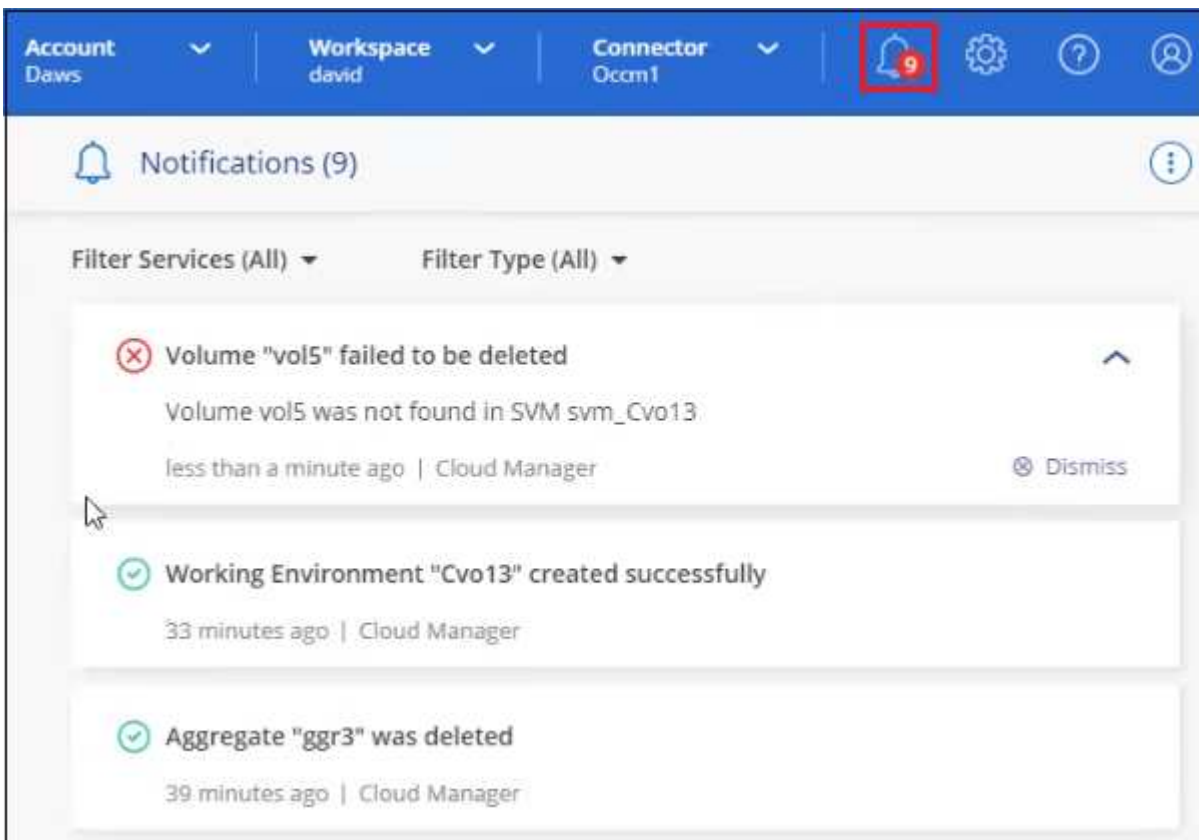 Account
Daws
Workspace
david
Connector
Occm1
9
Notifications (9)
Filter Services (All)
Filter Type (All)
Volume "vol5" failed to be deleted
Volume vol5 was not found in SVM svm_Cvo13
less than a minute ago | Cloud Manager
Dismiss
Working Environment "Cvo13" created successfully
33 minutes ago | Cloud Manager
Aggregate "ggr3" was deleted
39 minutes ago | Cloud Manager